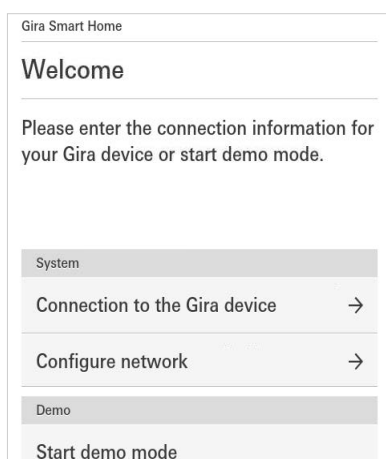 Gira Smart Home
Welcome
Please enter the connection information for
your Gira device or start demo mode.
System
Connection to the Gira device
Configure network
Demo
Start demo mode